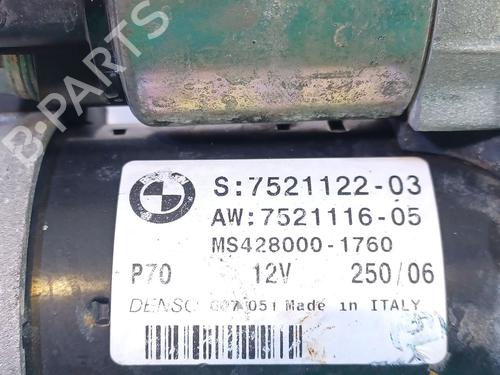 B-PARTS
S:7521122-03
AW:7521116-05
MS428000-1760
P70 12V 250/06
DENSO Made in ITALY